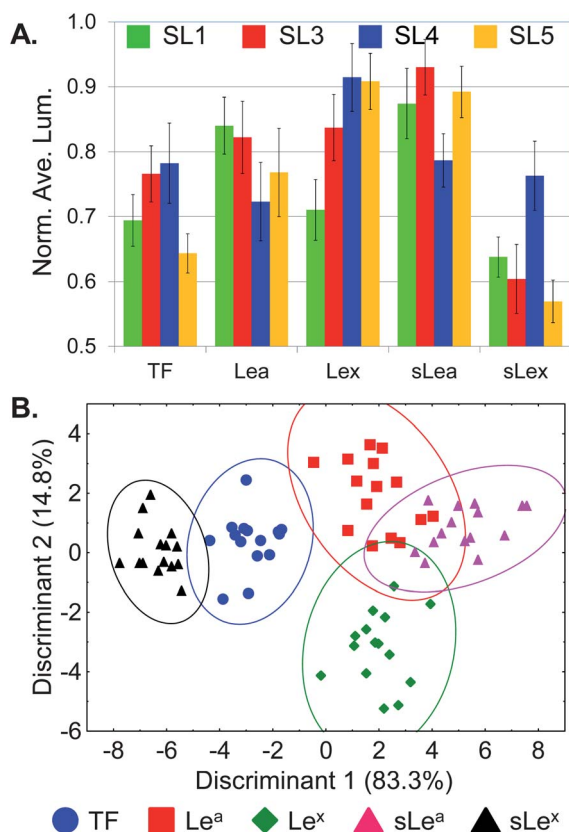 A.
SL1 SL3 SL4 SL5
Norm. Ave. Lum.
1.0
0.9
0.8
0.7
0.6
0.5
TF Lea Lex sLea sLex
B.
Discriminant 2 (14.8%)
4
2
0
-2
-4
-6
-8 -6 -4 -2 0 2 4 6 8
Discriminant 1 (83.3%)
TF Leᵃ Leˣ sLeᵃ sLeˣ